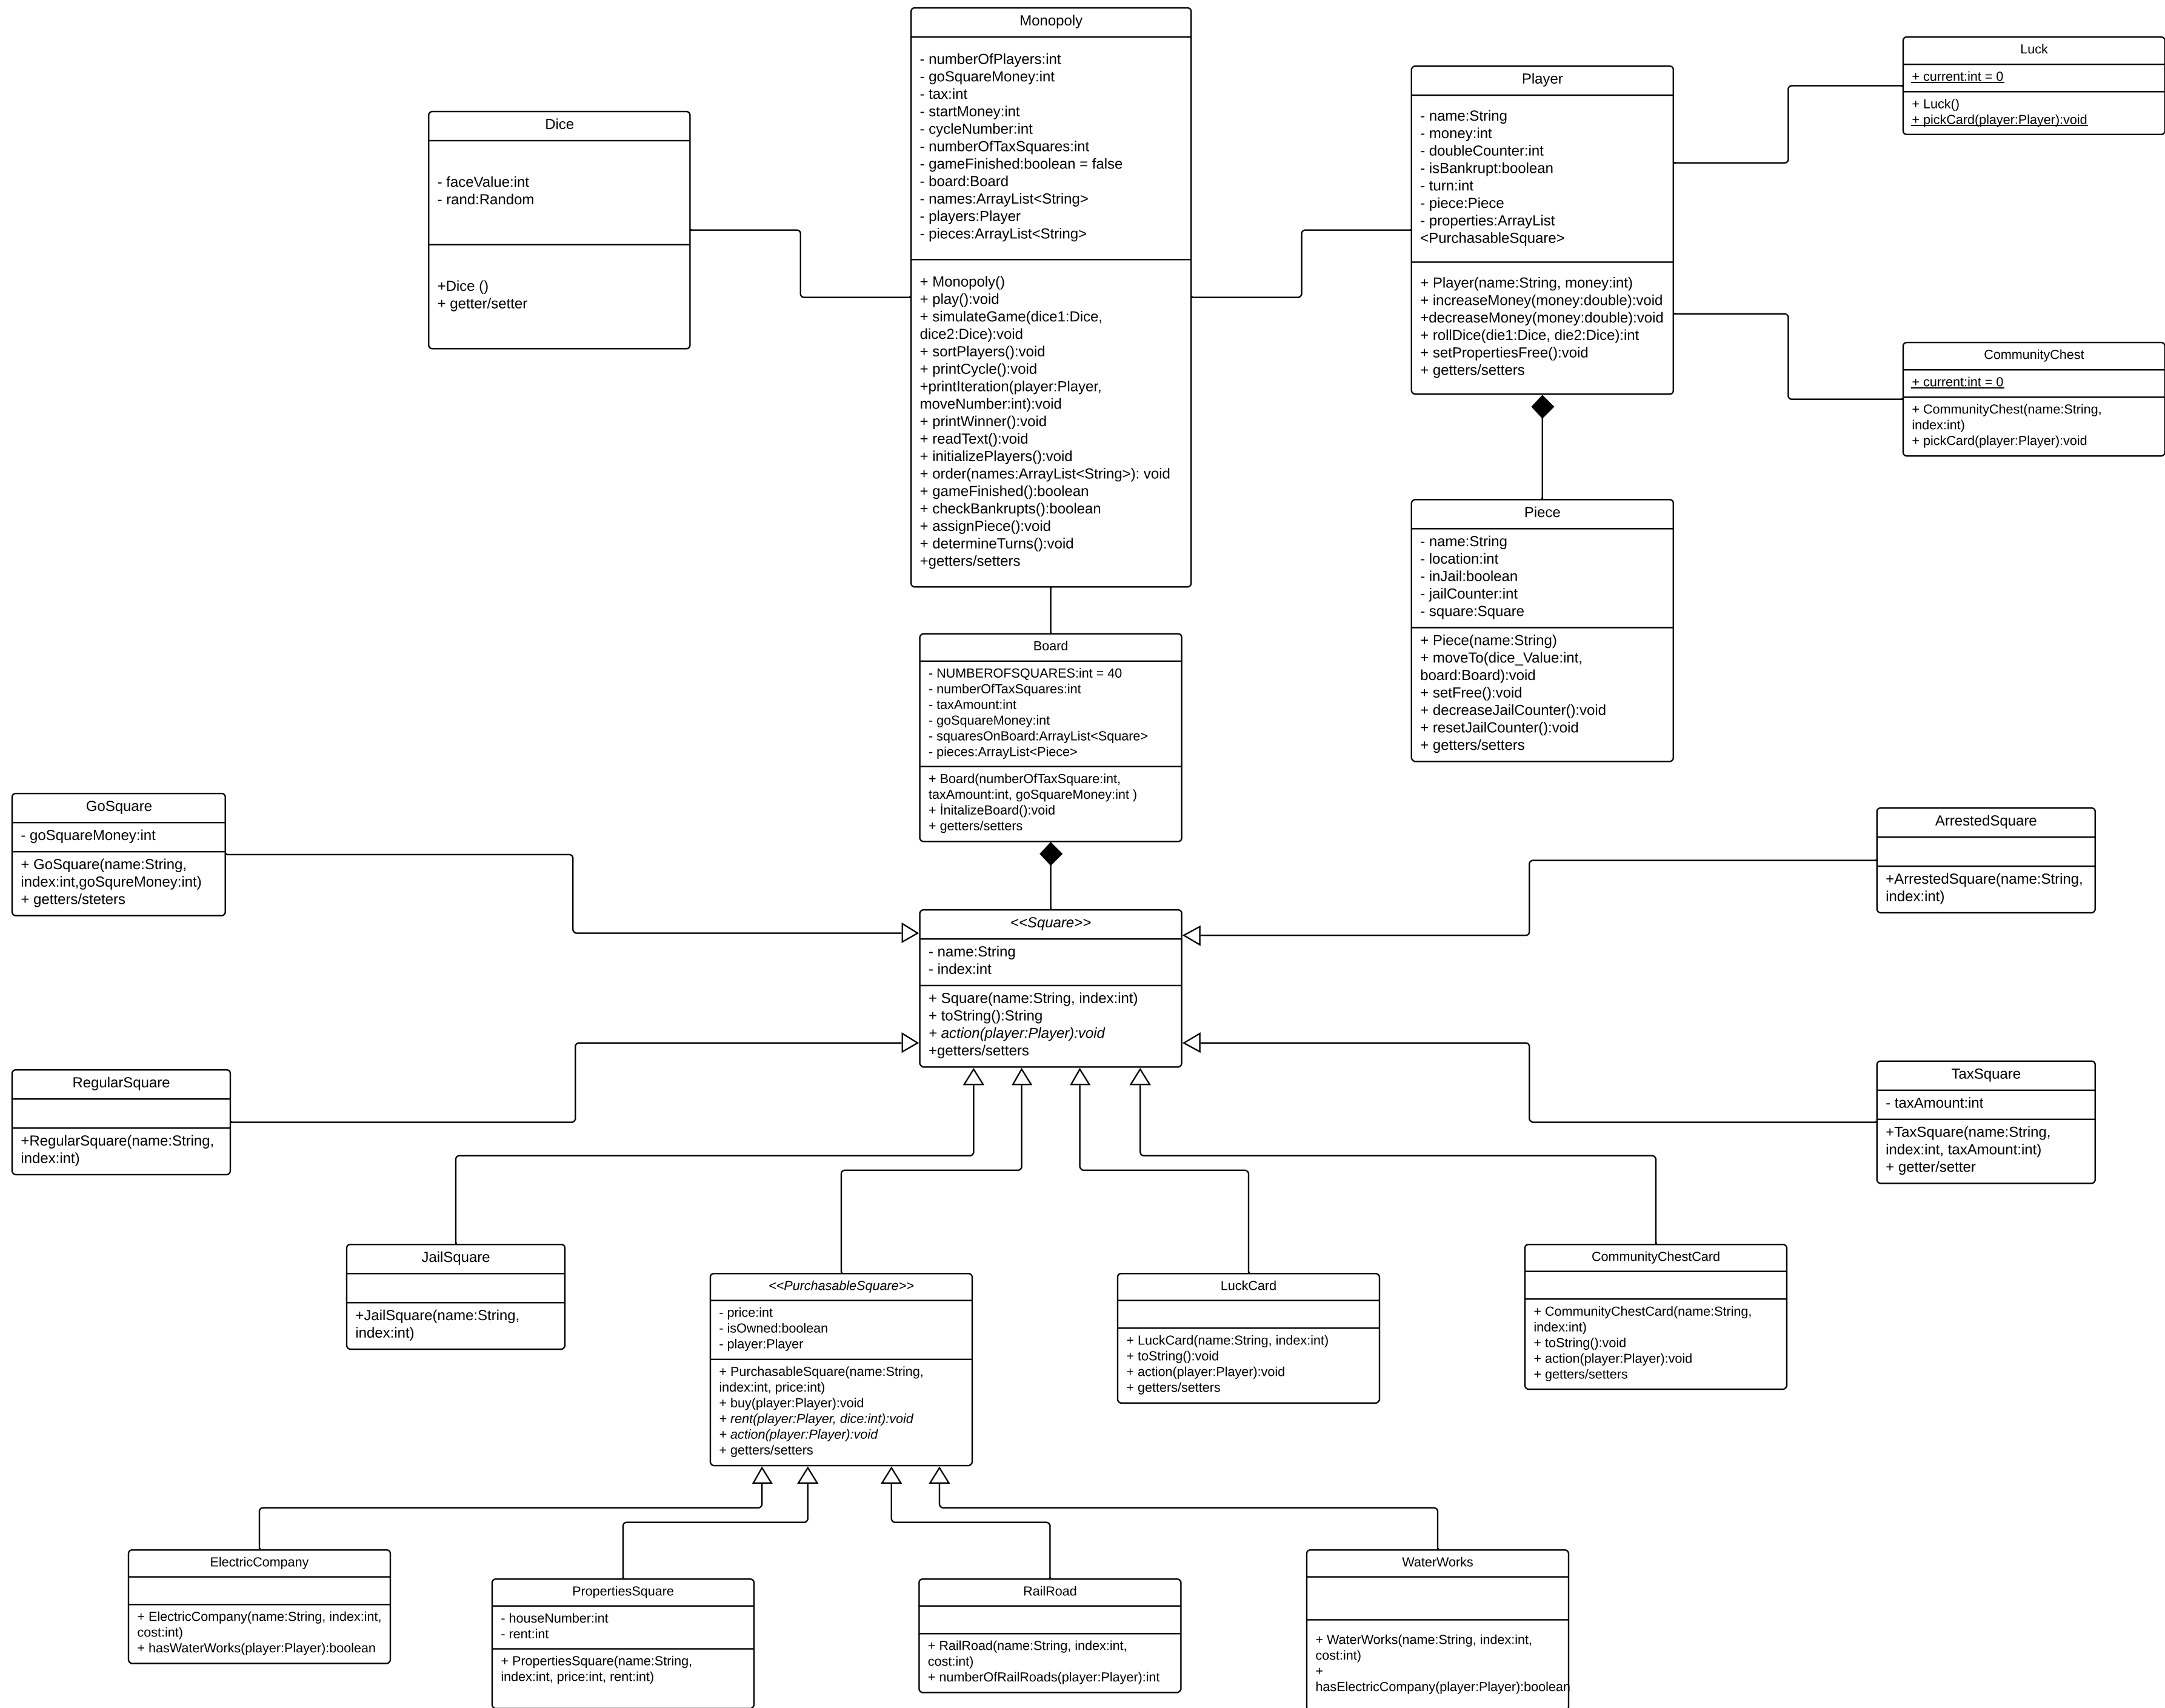 Monopoly
- numberOfPlayers:int
- goSquareMoney:int
- tax:int
- startMoney:int
- cycleNumber:int
- numberOfTaxSquares:int
- gameFinished:boolean = false
- board:Board
- names:ArrayList<String>
- players:Player
- pieces:ArrayList<String>
+ Monopoly()
+ play():void
+ simulateGame(dice1:Dice,
dice2:Dice):void
+ sortPlayers():void
+ printCycle():void
+printIteration(player:Player,
moveNumber:int):void
+ printWinner():void
+ readText():void
+ initializePlayers():void
+ order(names:ArrayList<String>): void
+ gameFinished():boolean
+ checkBankrupts():boolean
+ assignPiece():void
+ determineTurns():void
+getters/setters
Dice
- faceValue:int
- rand:Random
+Dice ()
+ getter/setter
Player
- name:String
- money:int
- doubleCounter:int
- isBankrupt:boolean
- turn:int
- piece:Piece
- properties:ArrayList
<PurchasableSquare>
+ Player(name:String, money:int)
+ increaseMoney(money:double):void
+decreaseMoney(money:double):void
+ rollDice(die1:Dice, die2:Dice):int
+ setPropertiesFree():void
+ getters/setters
Luck
+ current:int = 0
+ Luck()
+ pickCard(player:Player):void
CommunityChest
+ current:int = 0
+ CommunityChest(name:String,
index:int)
+ pickCard(player:Player):void
Piece
- name:String
- location:int
- inJail:boolean
- jailCounter:int
- square:Square
+ Piece(name:String)
+ moveTo(dice_Value:int,
board:Board):void
+ setFree():void
+ decreaseJailCounter():void
+ resetJailCounter():void
+ getters/setters
Board
- NUMBEROFSQUARES:int = 40
- numberOfTaxSquares:int
- taxAmount:int
- goSquareMoney:int
- squaresOnBoard:ArrayList<Square>
- pieces:ArrayList<Piece>
+ Board(numberOfTaxSquare:int,
taxAmount:int, goSquareMoney:int )
+ İnitalizeBoard():void
+ getters/setters
GoSquare
- goSquareMoney:int
+ GoSquare(name:String,
index:int,goSqureMoney:int)
+ getters/steters
ArrestedSquare
+ArrestedSquare(name:String,
index:int)
<<Square>>
- name:String
- index:int
+ Square(name:String, index:int)
+ toString():String
+ action(player:Player):void
+getters/setters
RegularSquare
+RegularSquare(name:String,
index:int)
TaxSquare
- taxAmount:int
+TaxSquare(name:String,
index:int, taxAmount:int)
+ getter/setter
JailSquare
+JailSquare(name:String,
index:int)
<<PurchasableSquare>>
- price:int
- isOwned:boolean
- player:Player
+ PurchasableSquare(name:String,
index:int, price:int)
+ buy(player:Player):void
+ rent(player:Player, dice:int):void
+ action(player:Player):void
+ getters/setters
LuckCard
+ LuckCard(name:String, index:int)
+ toString():void
+ action(player:Player):void
+ getters/setters
CommunityChestCard
+ CommunityChestCard(name:String,
index:int)
+ toString():void
+ action(player:Player):void
+ getters/setters
ElectricCompany
+ ElectricCompany(name:String, index:int,
cost:int)
+ hasWaterWorks(player:Player):boolean
PropertiesSquare
- houseNumber:int
- rent:int
+ PropertiesSquare(name:String,
index:int, price:int, rent:int)
RailRoad
+ RailRoad(name:String, index:int,
cost:int)
+ numberOfRailRoads(player:Player):int
WaterWorks
+ WaterWorks(name:String, index:int,
cost:int)
+
hasElectricCompany(player:Player):boolean